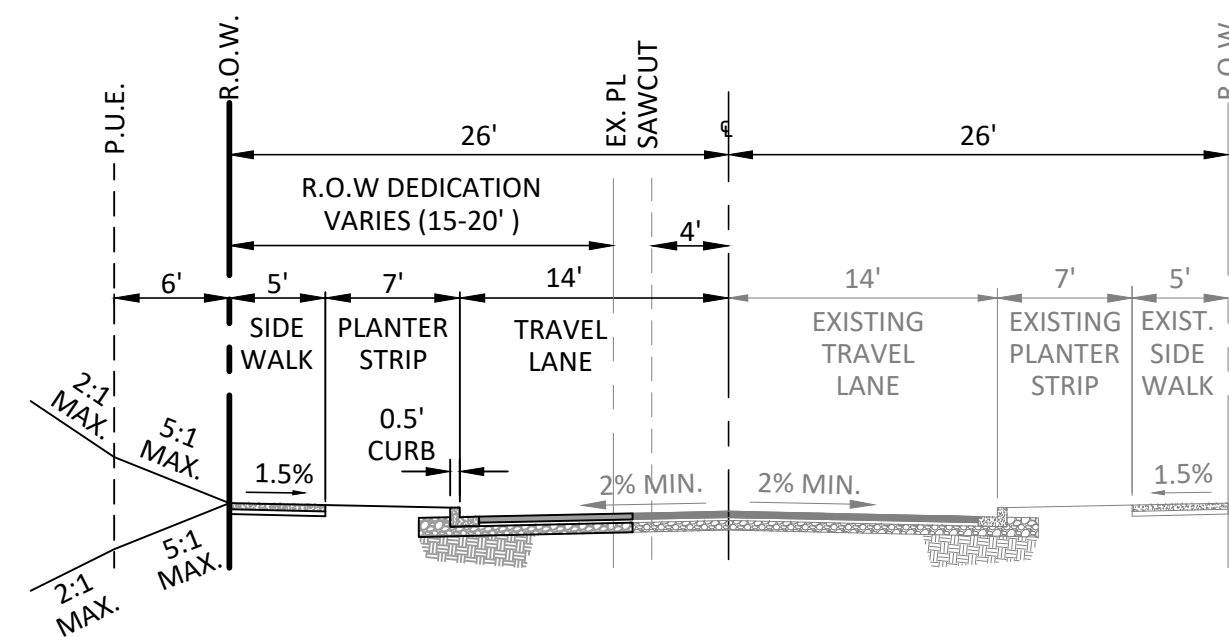 P.U.E.
R.O.W.
EX. PL
SAWCUT
℄
R.O.W
26'
26'
R.O.W DEDICATION
VARIES (15-20' )
4'
6'
5'
7'
14'
14'
7'
5'
SIDE
WALK
PLANTER
STRIP
TRAVEL
LANE
EXISTING
TRAVEL
LANE
EXISTING
PLANTER
STRIP
EXIST.
SIDE
WALK
2:1
MAX.
5:1
MAX.
0.5'
CURB
1.5%
2% MIN.
2% MIN.
1.5%
5:1
MAX.
2:1
MAX.